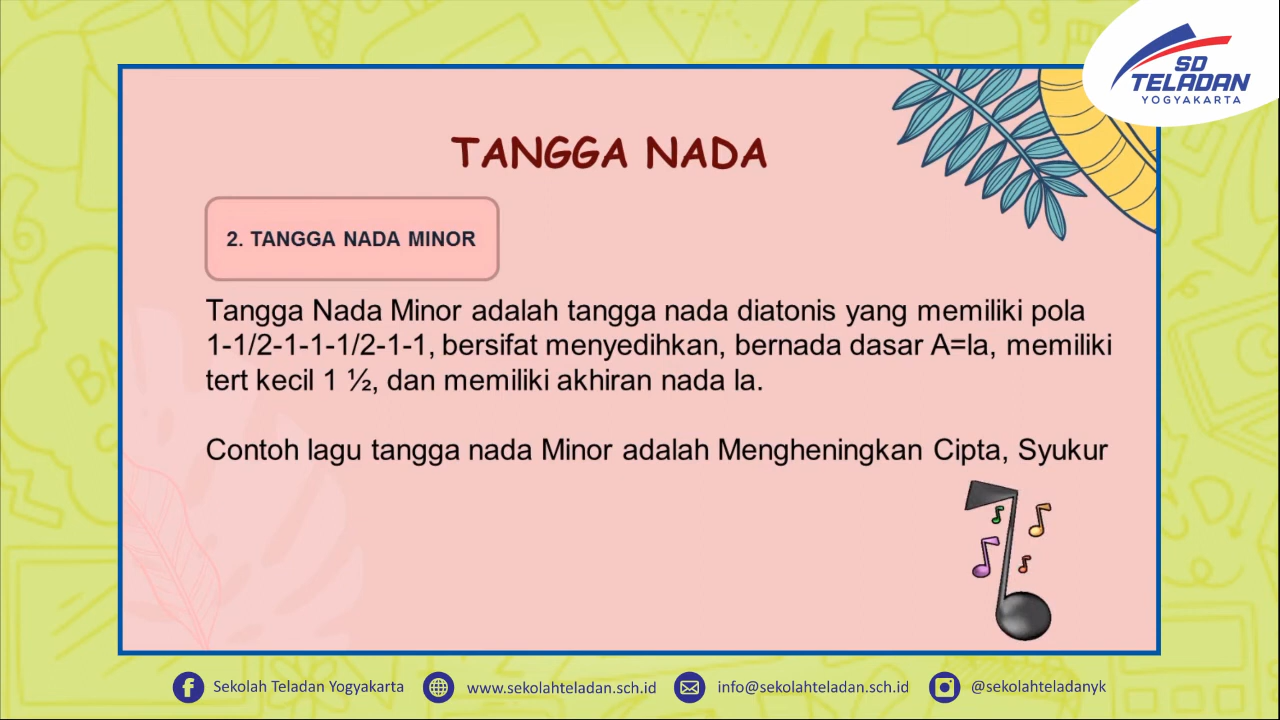 SD
TELADAN
YOGYAKARTA
TANGGA NADA
2. TANGGA NADA MINOR
Tangga Nada Minor adalah tangga nada diatonis yang memiliki pola
1-1/2-1-1-1/2-1-1, bersifat menyedihkan, bernada dasar A=la, memiliki
tert kecil 1 ½, dan memiliki akhiran nada la.
Contoh lagu tangga nada Minor adalah Mengheningkan Cipta, Syukur
Sekolah Teladan Yogyakarta
www.sekolahteladan.sch.id
info@sekolahteladan.sch.id
@sekolahteladanyk